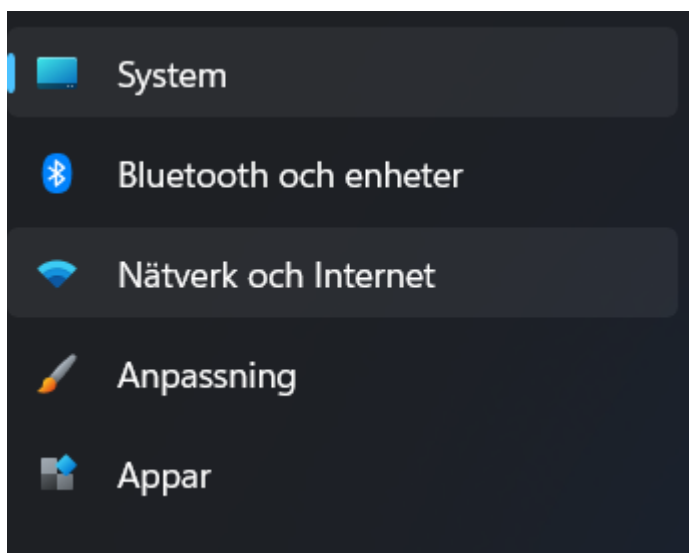 System
Bluetooth och enheter
Nätverk och Internet
Anpassning
Appar